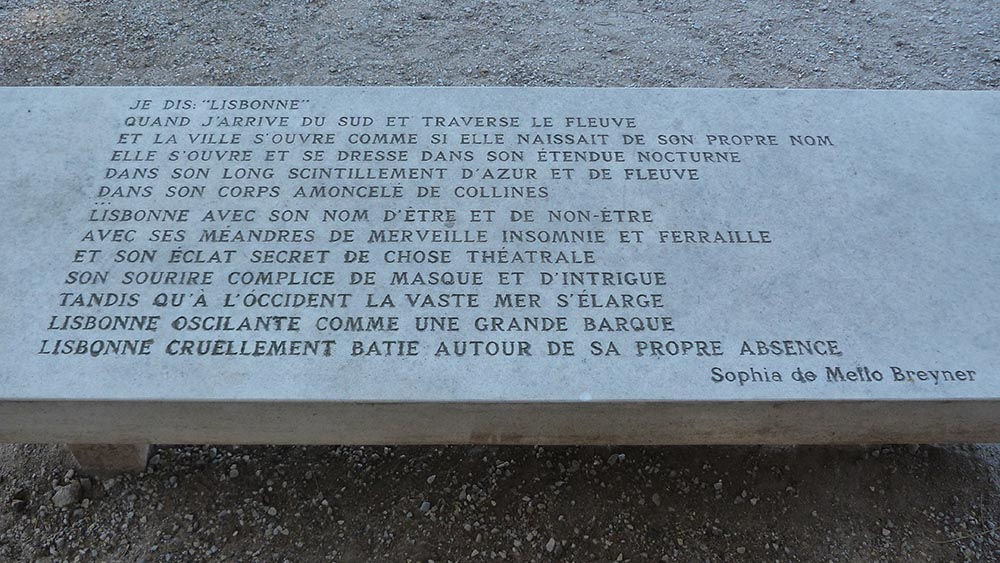 JE DIS: "LISBONNE"
QUAND J'ARRIVE DU SUD ET TRAVERSE LE FLEUVE
ET LA VILLE S'OUVRE COMME SI ELLE NAISSAIT DE SON PROPRE NOM
ELLE S'OUVRE ET SE DRESSE DANS SON ÉTENDUE NOCTURNE
DANS SON LONG SCINTILLEMENT D'AZUR ET DE FLEUVE
DANS SON CORPS AMONCELÉ DE COLLINES
...
LISBONNE AVEC SON NOM D'ÊTRE ET DE NON-ÊTRE
AVEC SES MÉANDRES DE MERVEILLE INSOMNIE ET FERRAILLE
ET SON ÉCLAT SECRET DE CHOSE THÉATRALE
SON SOURIRE COMPLICE DE MASQUE ET D'INTRIGUE
TANDIS QU'À L'ÓCCIDENT LA VASTE MER S'ÉLARGE
LISBONNE OSCILANTE COMME UNE GRANDE BARQUE
LISBONNE CRUELLEMENT BATIE AUTOUR DE SA PROPRE ABSENCE
Sophia de Mello Breyner